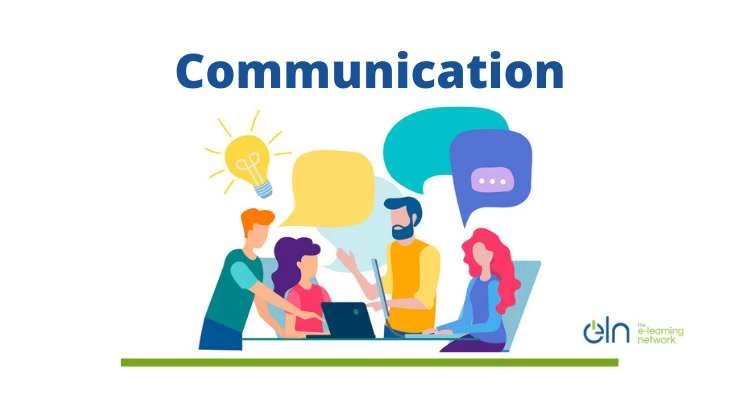 Communication
eln
the
e-learning
network